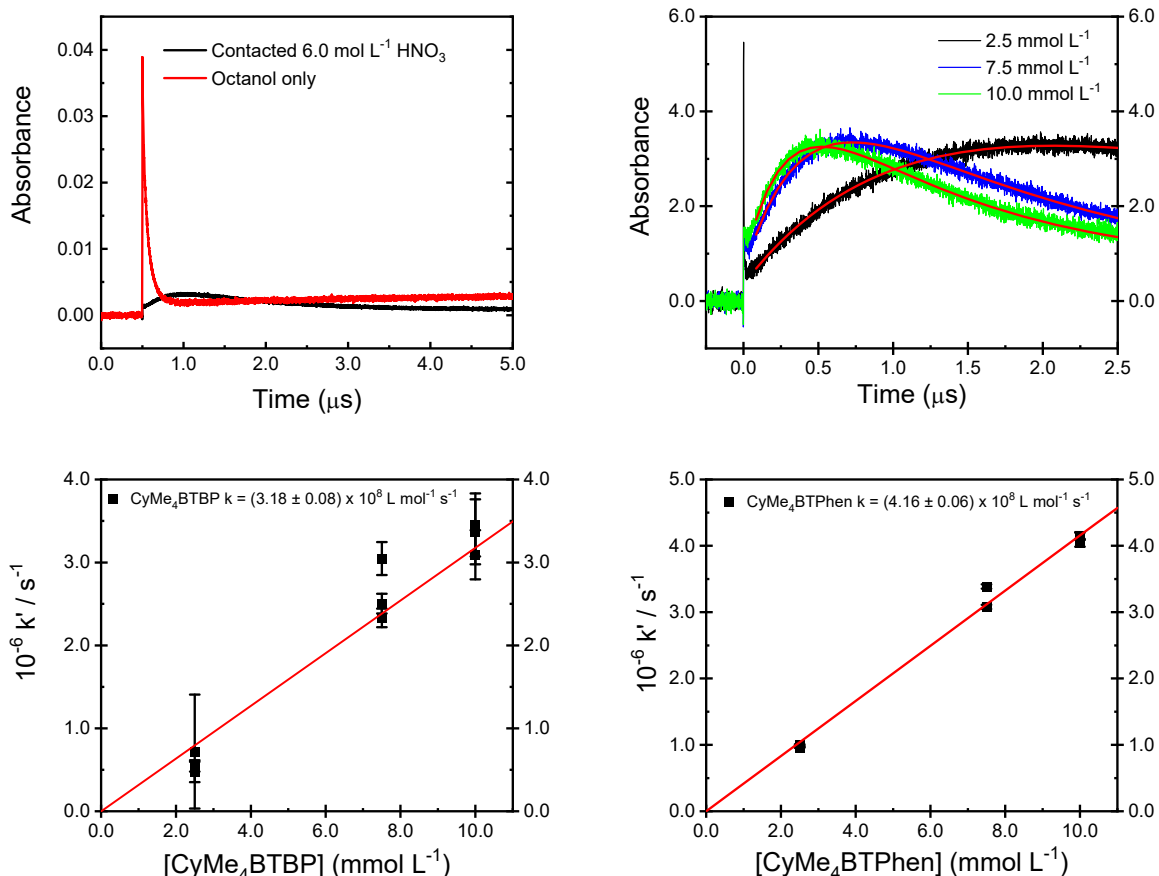 Contacted 6.0 mol L⁻¹ HNO₃
Octanol only
Absorbance
0.04
0.03
0.02
0.01
0.00
0.0 1.0 2.0 3.0 4.0 5.0
Time (μs)
2.5 mmol L⁻¹
7.5 mmol L⁻¹
10.0 mmol L⁻¹
Absorbance
6.0 6.0
4.0 4.0
2.0 2.0
0.0 0.0
0.0 0.5 1.0 1.5 2.0 2.5
Time (μs)
CyMe₄BTBP k = (3.18 ± 0.08) x 10⁸ L mol⁻¹ s⁻¹
10⁻⁶ k' / s⁻¹
4.0 4.0
3.0 3.0
2.0 2.0
1.0 1.0
0.0 0.0
0.0 2.0 4.0 6.0 8.0 10.0
[CyMe₄BTBP] (mmol L⁻¹)
CyMe₄BTPhen k = (4.16 ± 0.06) x 10⁸ L mol⁻¹ s⁻¹
10⁻⁶ k' / s⁻¹
5.0 5.0
4.0 4.0
3.0 3.0
2.0 2.0
1.0 1.0
0.0 0.0
0.0 2.0 4.0 6.0 8.0 10.0
[CyMe₄BTPhen] (mmol L⁻¹)